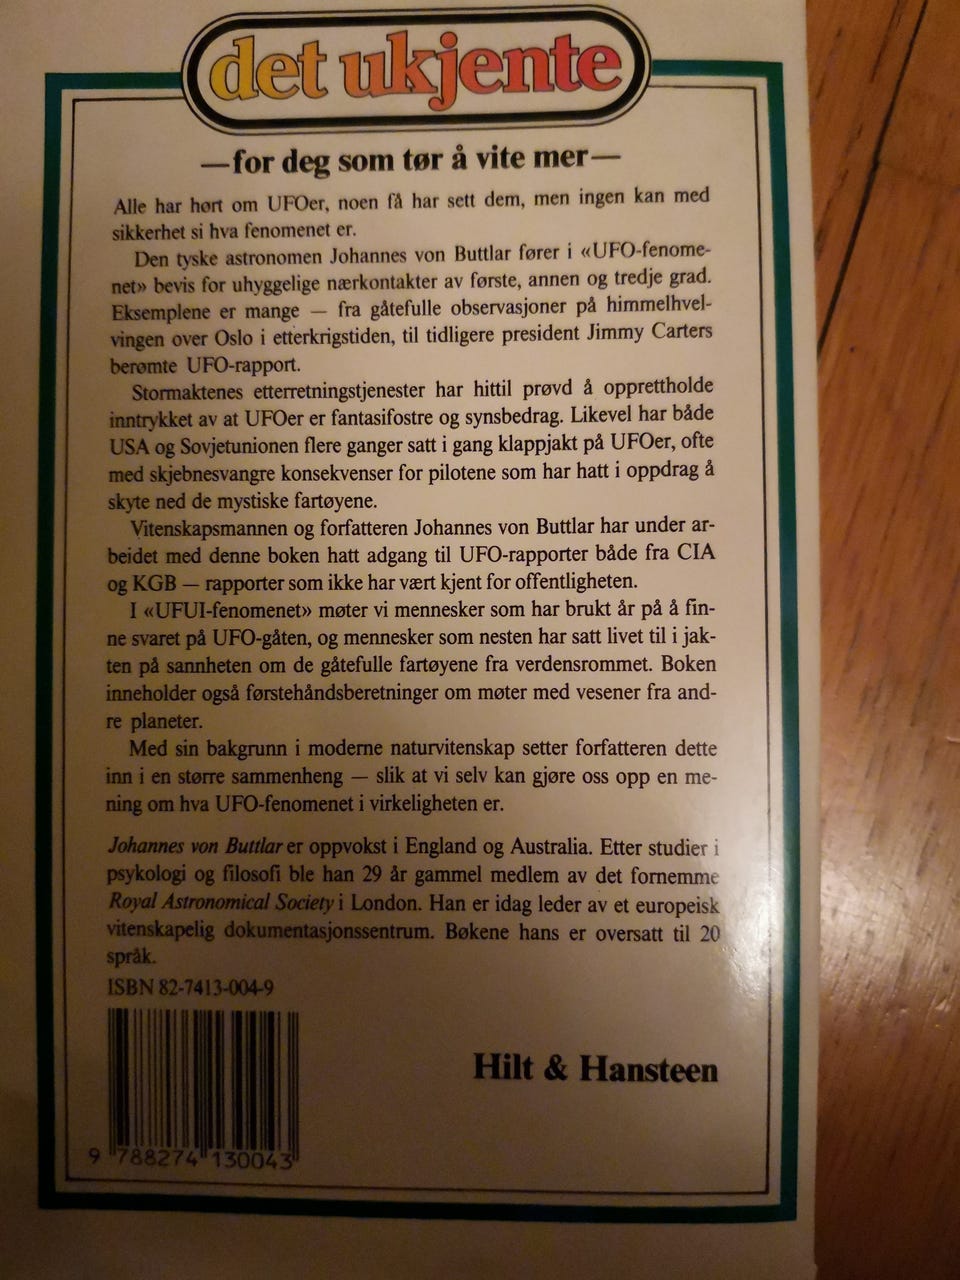 det ukjente
—for deg som tør å vite mer—
Alle har hørt om UFOer, noen få har sett dem, men ingen kan med
sikkerhet si hva fenomenet er.
Den tyske astronomen Johannes von Buttlar fører i «UFO-fenome-
net» bevis for uhyggelige nærkontakter av første, annen og tredje grad.
Eksemplene er mange — fra gåtefulle observasjoner på himmelhvel-
vingen over Oslo i etterkrigstiden, til tidligere president Jimmy Carters
berømte UFO-rapport.
Stormaktenes etterretningstjenester har hittil prøvd å opprettholde
inntrykket av at UFOer er fantasifostre og synsbedrag. Likevel har både
USA og Sovjetunionen flere ganger satt i gang klappjakt på UFOer, ofte
med skjebnesvangre konsekvenser for pilotene som har hatt i oppdrag å
skyte ned de mystiske fartøyene.
Vitenskapsmannen og forfatteren Johannes von Buttlar har under ar-
beidet med denne boken hatt adgang til UFO-rapporter både fra CIA
og KGB — rapporter som ikke har vært kjent for offentligheten.
I «UFUI-fenomenet» møter vi mennesker som har brukt år på å fin-
ne svaret på UFO-gåten, og mennesker som nesten har satt livet til i jak-
ten på sannheten om de gåtefulle fartøyene fra verdensrommet. Boken
inneholder også førstehåndsberetninger om møter med vesener fra and-
re planeter.
Med sin bakgrunn i moderne naturvitenskap setter forfatteren dette
inn i en større sammenheng — slik at vi selv kan gjøre oss opp en me-
ning om hva UFO-fenomenet i virkeligheten er.
Johannes von Buttlar er oppvokst i England og Australia. Etter studier i
psykologi og filosofi ble han 29 år gammel medlem av det fornemme
Royal Astronomical Society i London. Han er idag leder av et europeisk
vitenskapelig dokumentasjonssentrum. Bøkene hans er oversatt til 20
språk.
ISBN 82-7413-004-9
Hilt & Hansteen
9 788274 130043